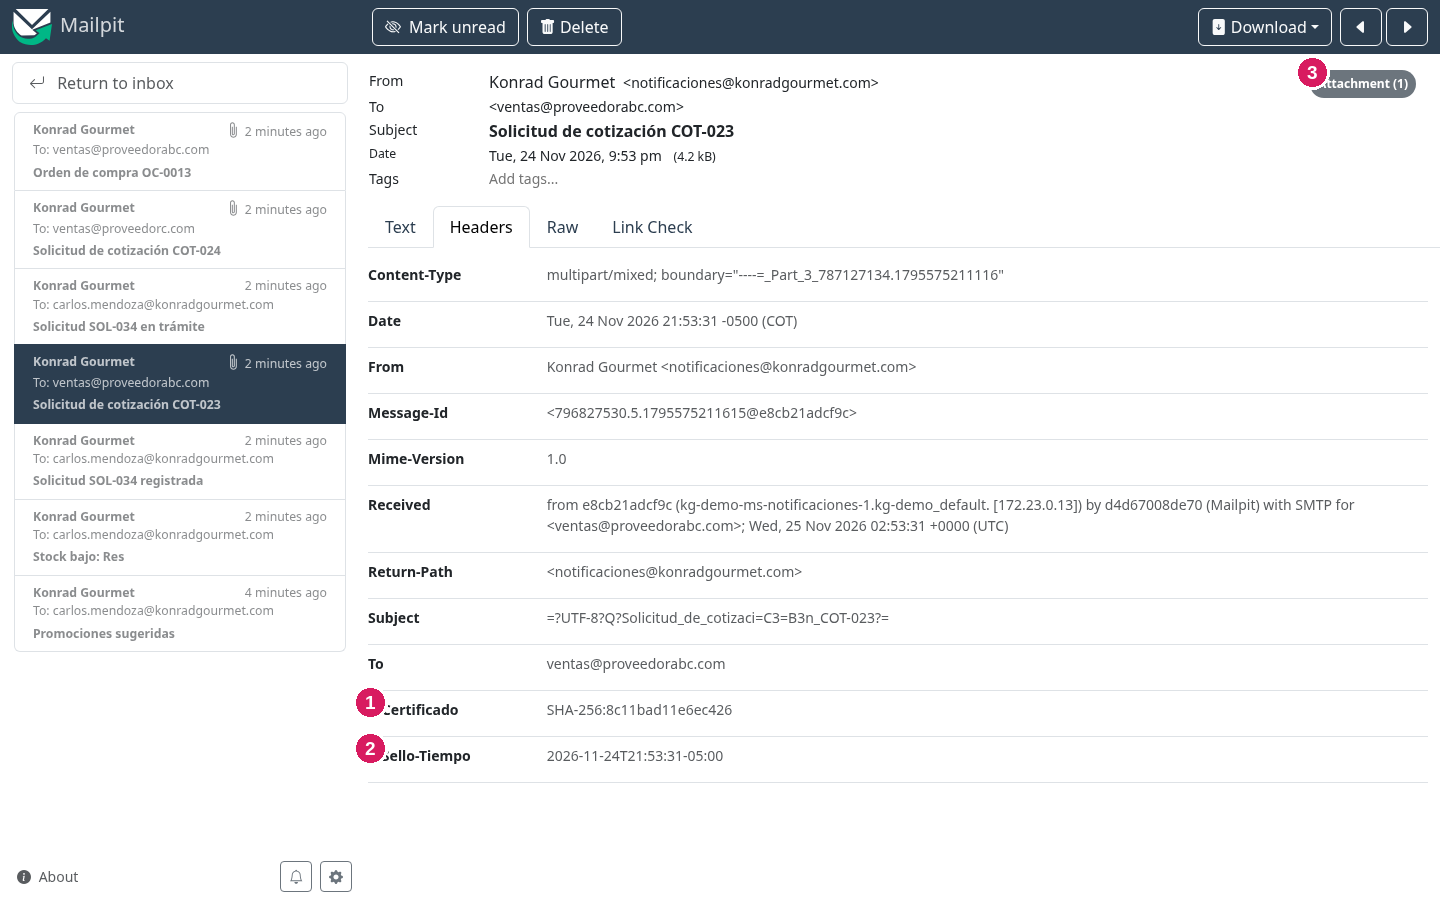 Mailpit
Mark unread
Delete
Download
Return to inbox
Konrad Gourmet 2 minutes ago
To: ventas@proveedorabc.com
Orden de compra OC-0013
Konrad Gourmet 2 minutes ago
To: ventas@proveedorc.com
Solicitud de cotización COT-024
Konrad Gourmet 2 minutes ago
To: carlos.mendoza@konradgourmet.com
Solicitud SOL-034 en trámite
Konrad Gourmet 2 minutes ago
To: ventas@proveedorabc.com
Solicitud de cotización COT-023
Konrad Gourmet 2 minutes ago
To: carlos.mendoza@konradgourmet.com
Solicitud SOL-034 registrada
Konrad Gourmet 2 minutes ago
To: carlos.mendoza@konradgourmet.com
Stock bajo: Res
Konrad Gourmet 4 minutes ago
To: carlos.mendoza@konradgourmet.com
Promociones sugeridas
About
From Konrad Gourmet <notificaciones@konradgourmet.com>
3 ttachment (1)
To <ventas@proveedorabc.com>
Subject Solicitud de cotización COT-023
Date Tue, 24 Nov 2026, 9:53 pm (4.2 kB)
Tags Add tags...
Text Headers Raw Link Check
Content-Type multipart/mixed; boundary="----=_Part_3_787127134.1795575211116"
Date Tue, 24 Nov 2026 21:53:31 -0500 (COT)
From Konrad Gourmet <notificaciones@konradgourmet.com>
Message-Id <796827530.5.1795575211615@e8cb21adcf9c>
Mime-Version 1.0
Received from e8cb21adcf9c (kg-demo-ms-notificaciones-1.kg-demo_default. [172.23.0.13]) by d4d67008de70 (Mailpit) with SMTP for
<ventas@proveedorabc.com>; Wed, 25 Nov 2026 02:53:31 +0000 (UTC)
Return-Path <notificaciones@konradgourmet.com>
Subject =?UTF-8?Q?Solicitud_de_cotizaci=C3=B3n_COT-023?=
To ventas@proveedorabc.com
1 Certificado SHA-256:8c11bad11e6ec426
2 Sello-Tiempo 2026-11-24T21:53:31-05:00